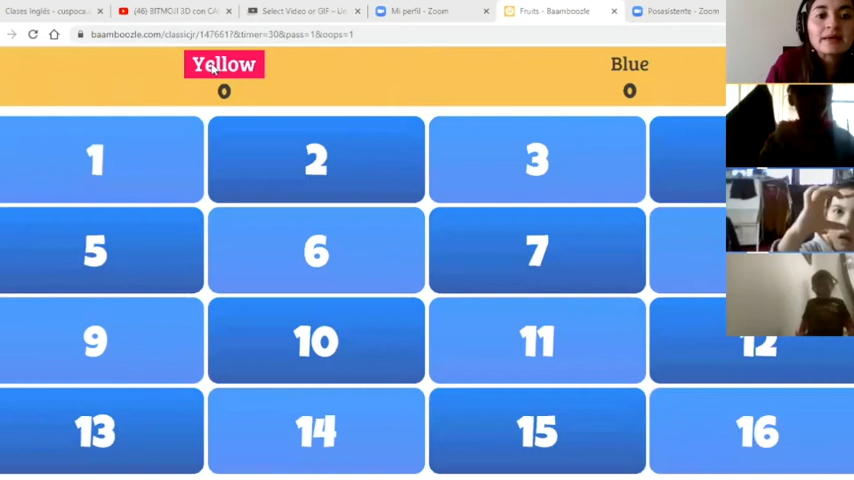 Clases Inglés - cuspoca.c
(46) BITMOJI 3D con CA
Select Video or GIF – Un
Mi perfil - Zoom
Fruits - Baamboozle
Posasistente - Zoom
baamboozle.com/classicjr/147661?&timer=30&pass=1&oops=1
Yellow
Blue
0
0
1
2
3
5
6
7
9
10
11
12
13
14
15
16